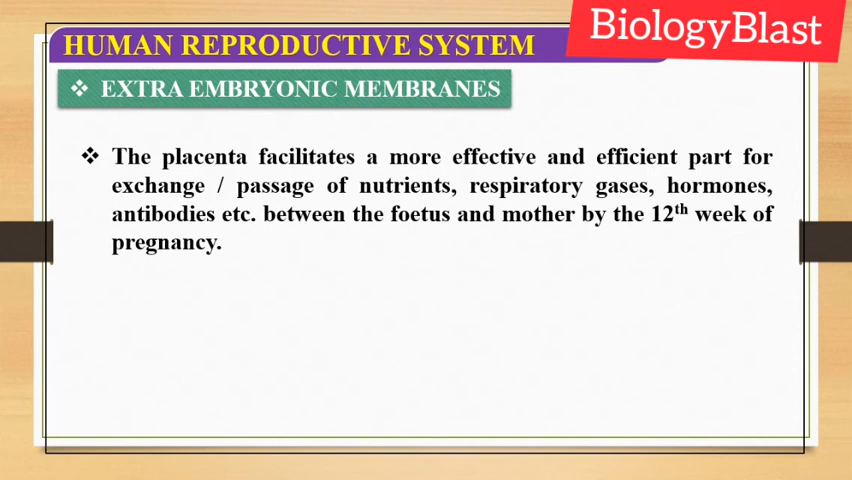 HUMAN REPRODUCTIVE SYSTEM
BiologyBlast
❖ EXTRA EMBRYONIC MEMBRANES
❖ The placenta facilitates a more effective and efficient part for
exchange / passage of nutrients, respiratory gases, hormones,
antibodies etc. between the foetus and mother by the 12th week of
pregnancy.